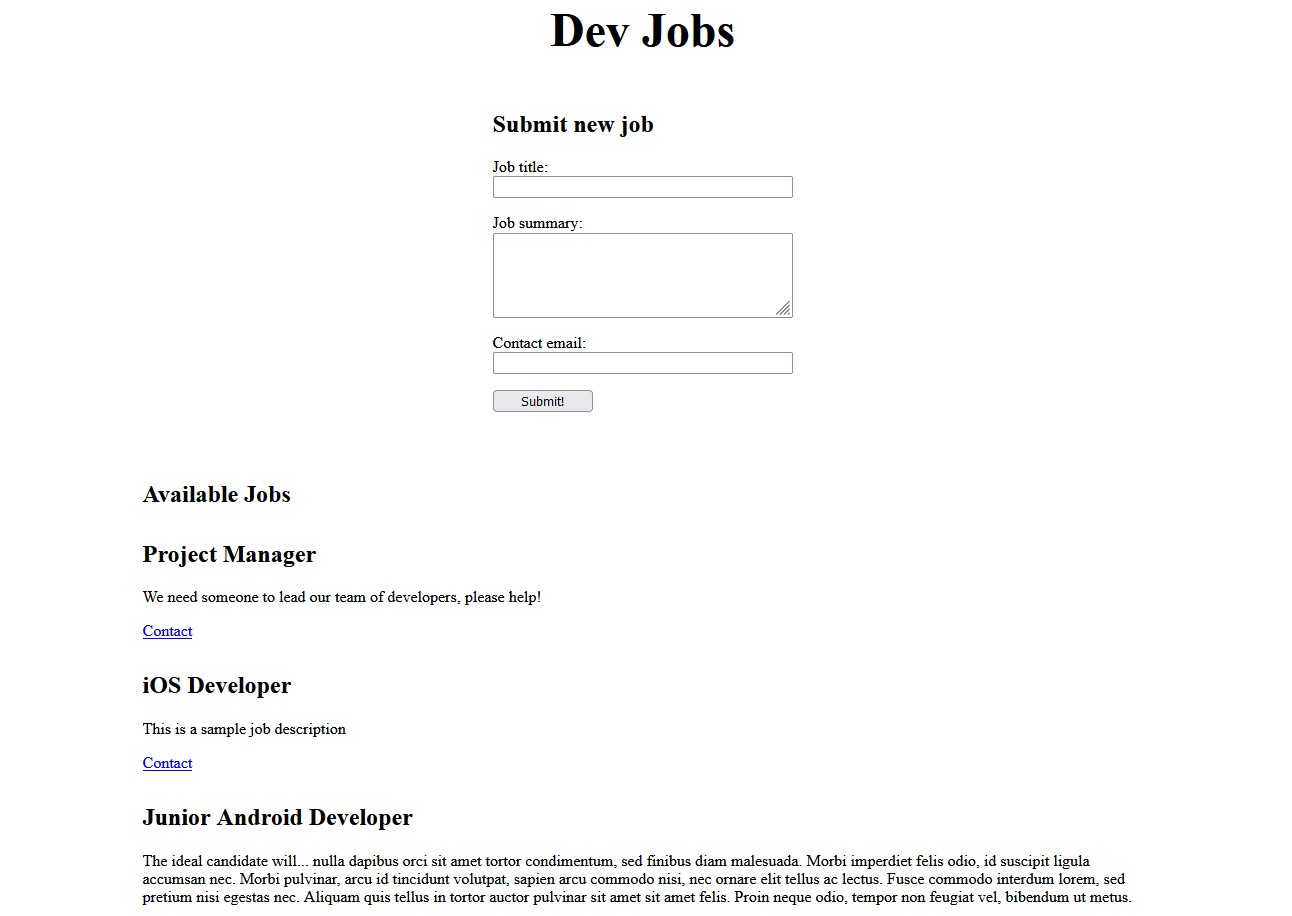 Dev Jobs
Submit new job
Job title:
Job summary:
Contact email:
Submit!
Available Jobs
Project Manager
We need someone to lead our team of developers, please help!
Contact
iOS Developer
This is a sample job description
Contact
Junior Android Developer
The ideal candidate will... nulla dapibus orci sit amet tortor condimentum, sed finibus diam malesuada. Morbi imperdiet felis odio, id suscipit ligula
accumsan nec. Morbi pulvinar, arcu id tincidunt volutpat, sapien arcu commodo nisi, nec ornare elit tellus ac lectus. Fusce commodo interdum lorem, sed
pretium nisi egestas nec. Aliquam quis tellus in tortor auctor pulvinar sit amet sit amet felis. Proin neque odio, tempor non feugiat vel, bibendum ut metus.